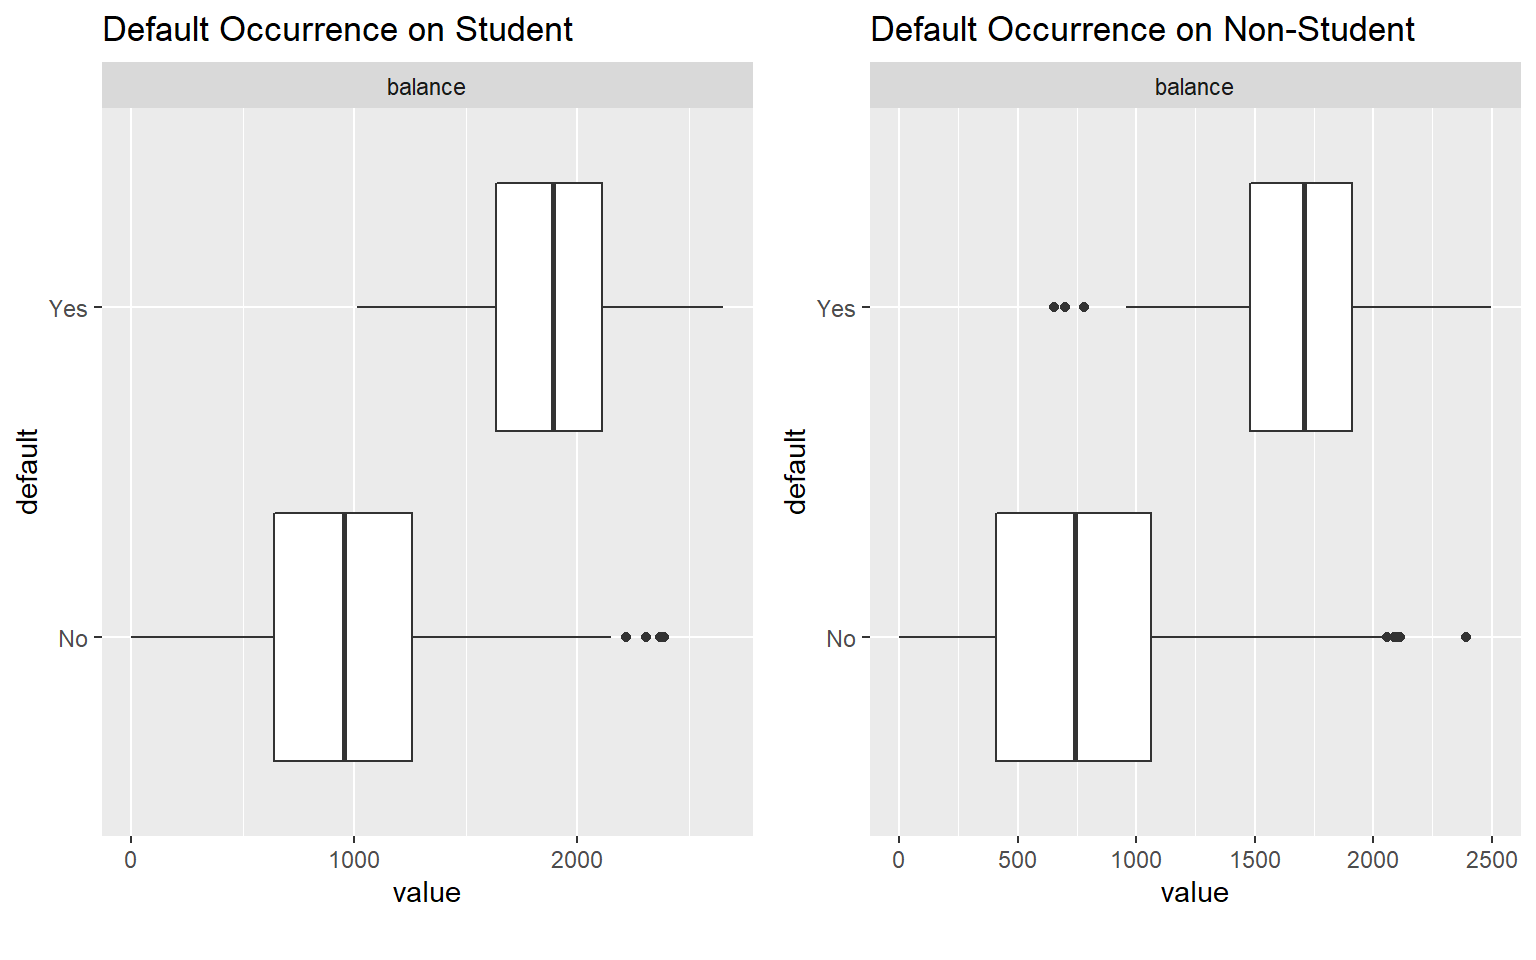 Default Occurrence on Student
balance
Yes
No
default
0 1000 2000
value
Default Occurrence on Non-Student
balance
Yes
No
default
0 500 1000 1500 2000 2500
value